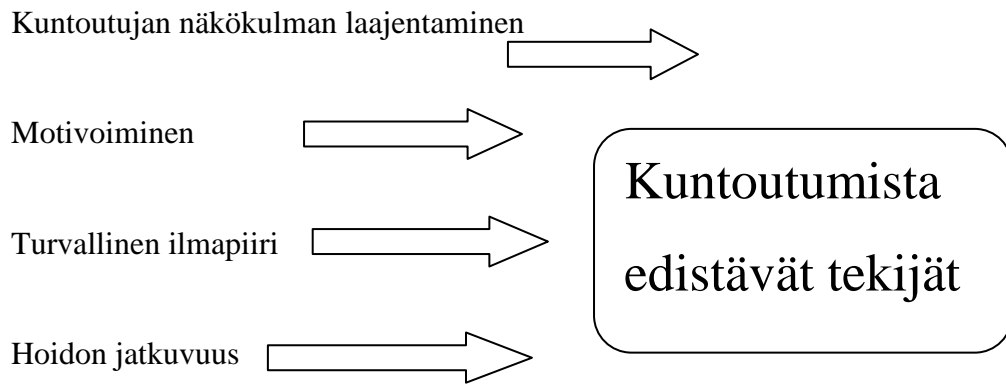 Kuntoutujan näkökulman laajentaminen
Motivoiminen
Turvallinen ilmapiiri
Hoidon jatkuvuus
Kuntoutumista
edistävät tekijät